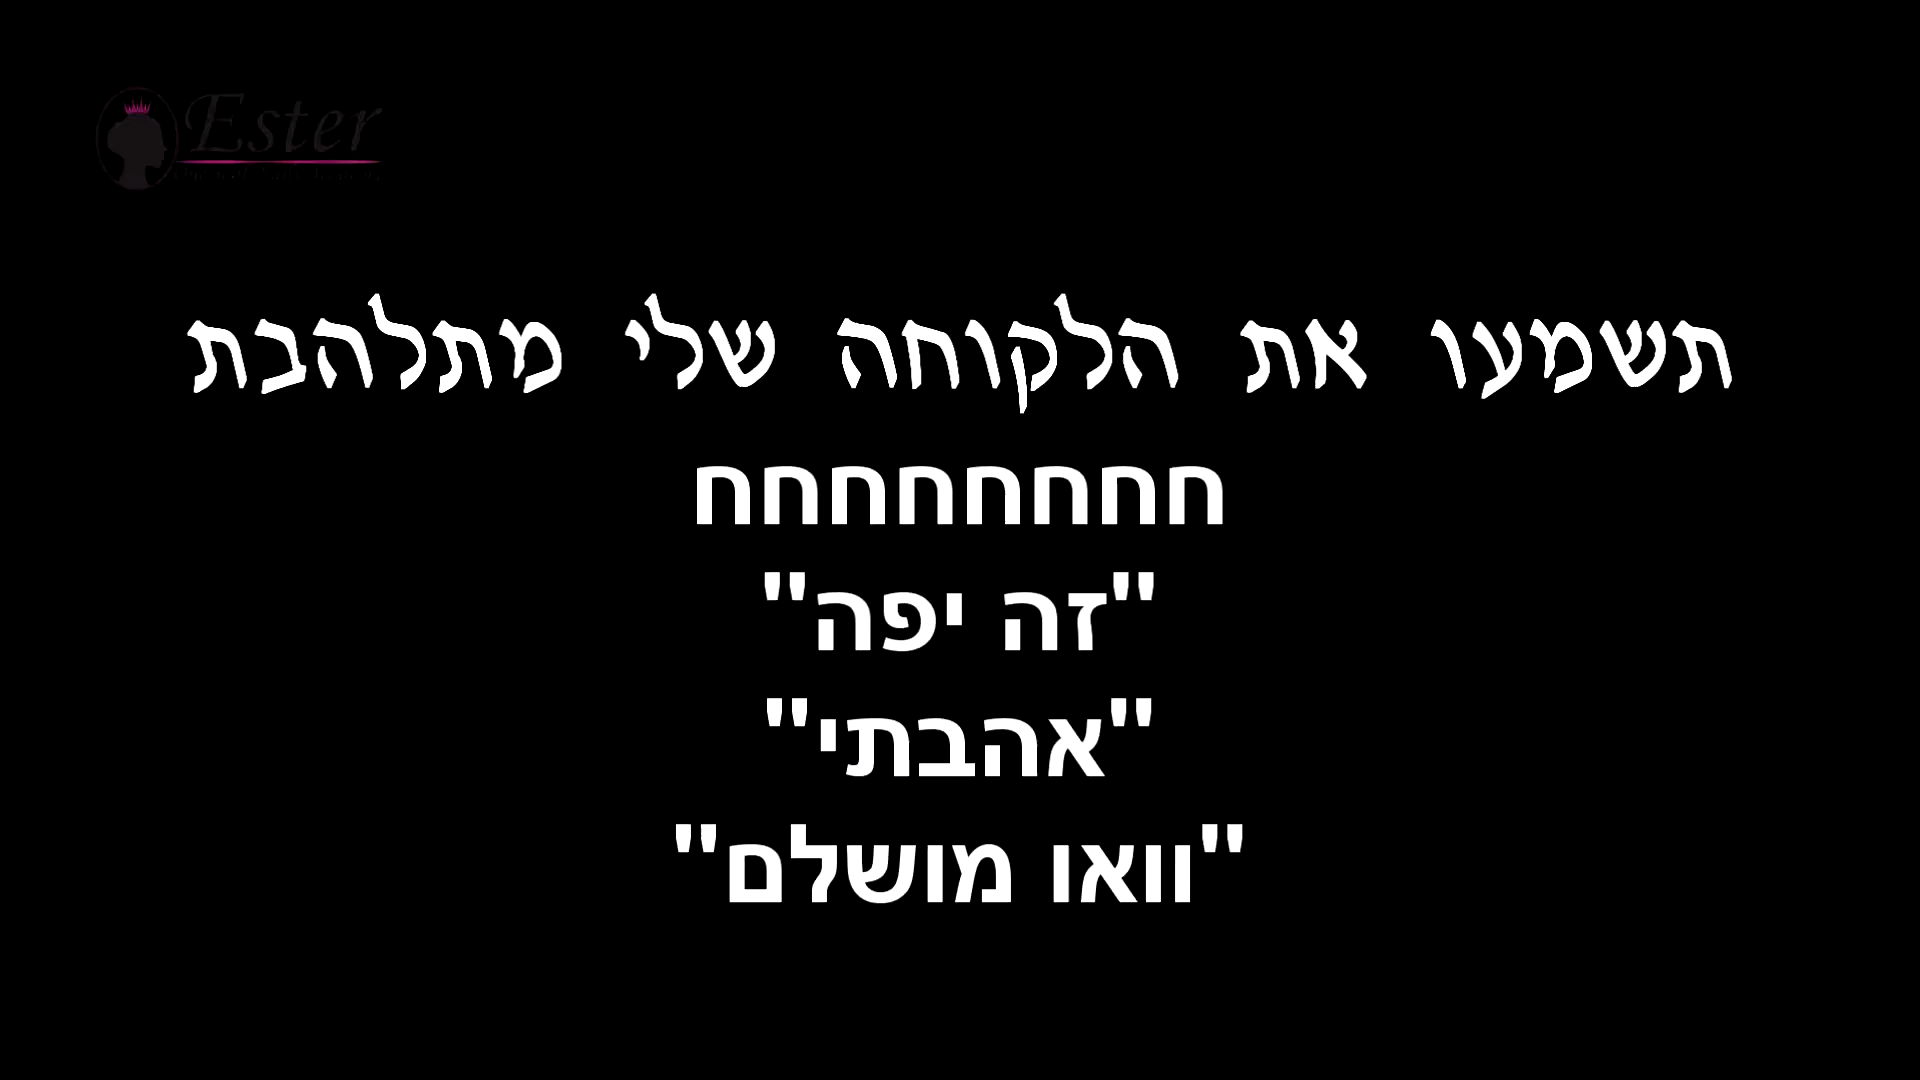 Ester
תשמעו את הלקוחה שלי מתלהבת
חחחחחחחח
"זה יפה"
"אהבתי"
"וואו מושלם"